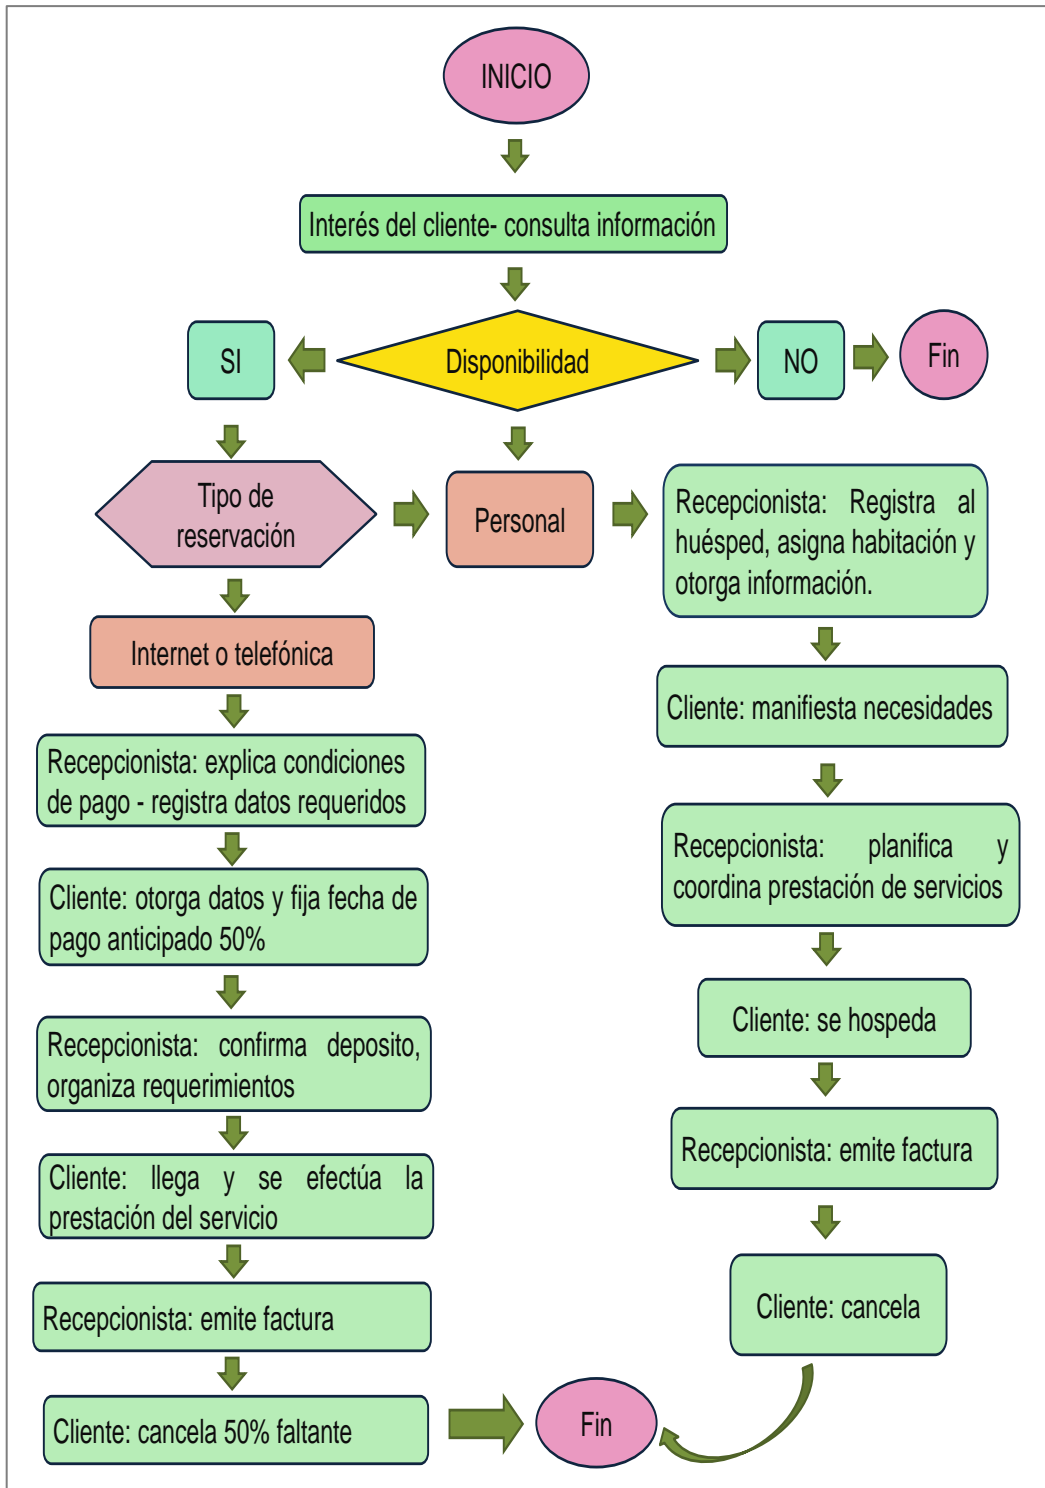 INICIO
Interés del cliente- consulta información
SI
Disponibilidad
NO
Fin
Tipo de
reservación
Personal
Recepcionista: Registra al
huésped, asigna habitación y
otorga información.
Internet o telefónica
Cliente: manifiesta necesidades
Recepcionista: explica condiciones
de pago - registra datos requeridos
Recepcionista: planifica y
coordina prestación de servicios
Cliente: otorga datos y fija fecha de
pago anticipado 50%
Cliente: se hospeda
Recepcionista: confirma deposito,
organiza requerimientos
Recepcionista: emite factura
Cliente: llega y se efectúa la
prestación del servicio
Cliente: cancela
Recepcionista: emite factura
Cliente: cancela 50% faltante
Fin